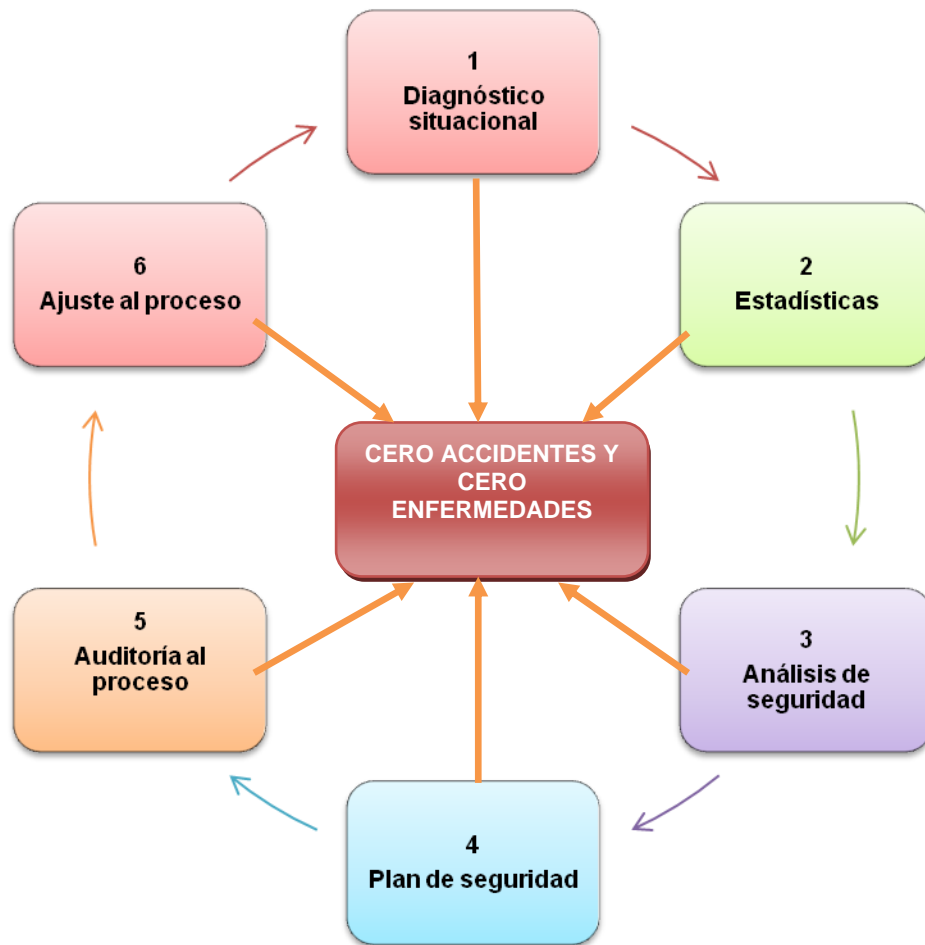 1
Diagnóstico
situacional
2
Estadísticas
3
Análisis de
seguridad
4
Plan de seguridad
5
Auditoría al
proceso
6
Ajuste al proceso
CERO ACCIDENTES Y
CERO
ENFERMEDADES